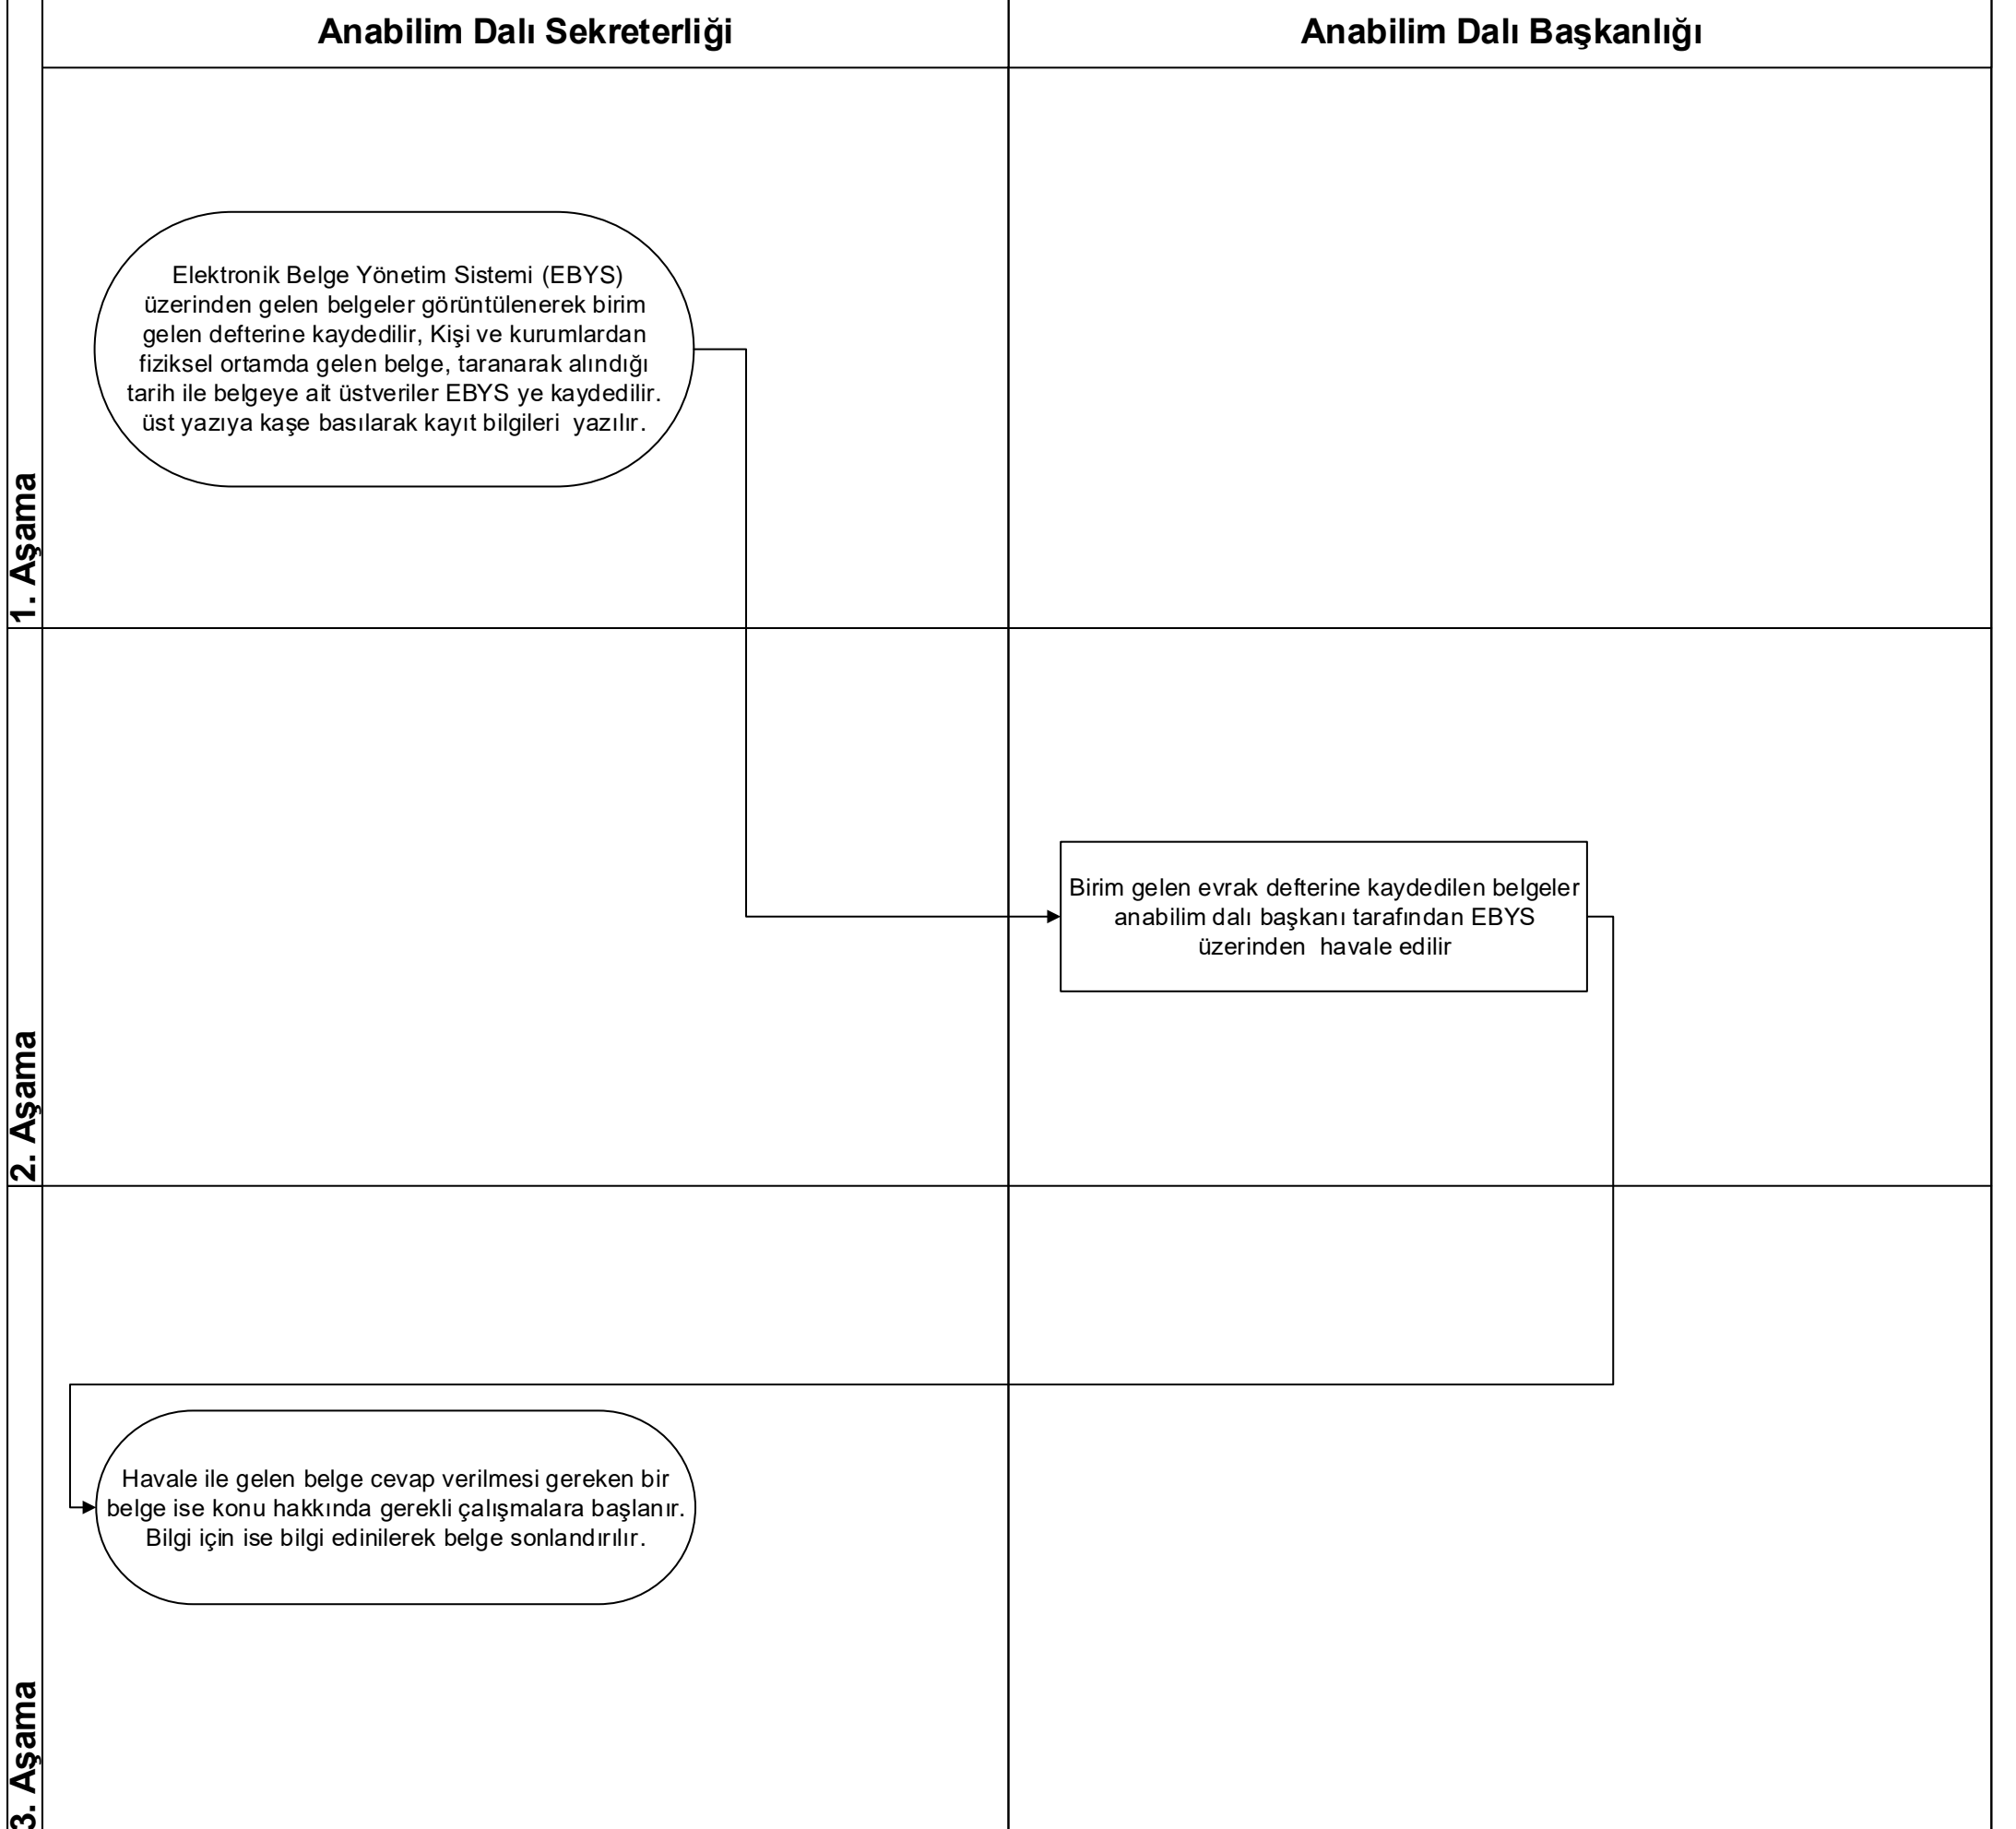 Anabilim Dalı Sekreterliği
Anabilim Dalı Başkanlığı
1. Aşama
Elektronik Belge Yönetim Sistemi (EBYS)
üzerinden gelen belgeler görüntülenerek birim
gelen defterine kaydedilir, Kişi ve kurumlardan
fiziksel ortamda gelen belge, taranarak alındığı
tarih ile belgeye ait üstveriler EBYS ye kaydedilir.
üst yazıya kaşe basılarak kayıt bilgileri  yazılır.
2. Aşama
Birim gelen evrak defterine kaydedilen belgeler
anabilim dalı başkanı tarafından EBYS
üzerinden  havale edilir
3. Aşama
Havale ile gelen belge cevap verilmesi gereken bir
belge ise konu hakkında gerekli çalışmalara başlanır.
Bilgi için ise bilgi edinilerek belge sonlandırılır.